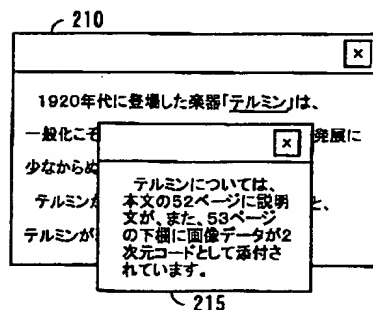 210
×
1920年代に登場した楽器「テルミン」は、
一般化こそ
発展に
少なからぬ
テルミンが
と、
テルミンが
×
テルミンについては、
本文の52ページに説明
文が、また、53ページ
の下欄に画像データが2
次元コードとして添付さ
れています。
215